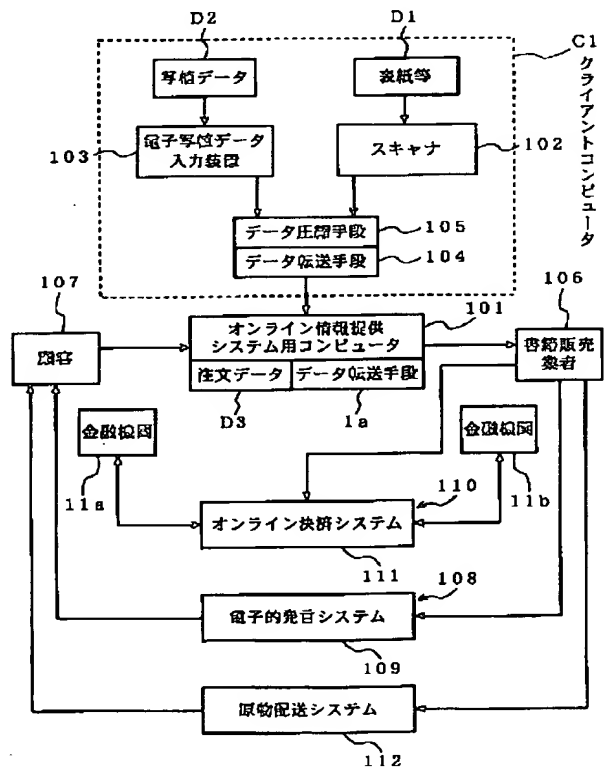 D2
D1
C1
写植データ
表紙等
クライアントコンピュータ
103
電子写植データ
入力装置
スキャナ
102
データ圧縮手段
105
データ転送手段
104
107
106
オンライン情報提供
システム用コンピュータ
101
顧客
書籍販売
業者
注文データ
データ転送手段
D3
1a
金融機関
金融機関
11a
11b
110
オンライン決済システム
111
108
電子的発音システム
109
原物配送システム
112